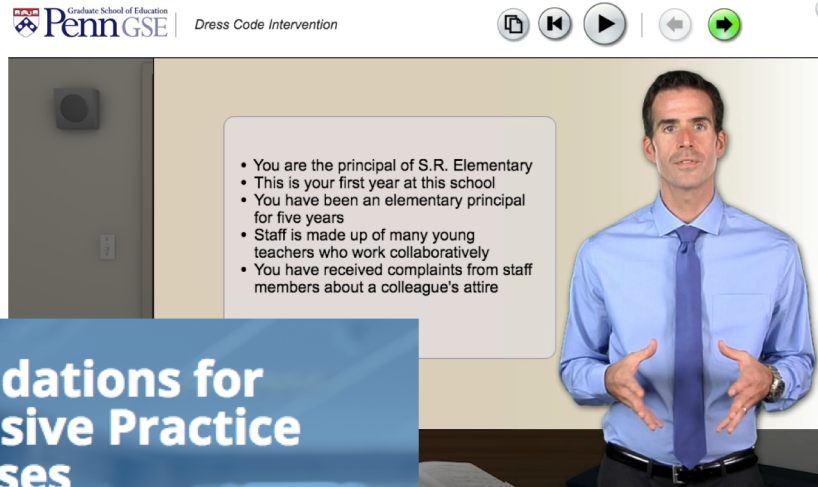 Graduate School of Education
Penn GSE
Dress Code Intervention
• You are the principal of S.R. Elementary
• This is your first year at this school
• You have been an elementary principal
for five years
• Staff is made up of many young
teachers who work collaboratively
• You have received complaints from staff
members about a colleague's attire
dations for
sive Practice
ses